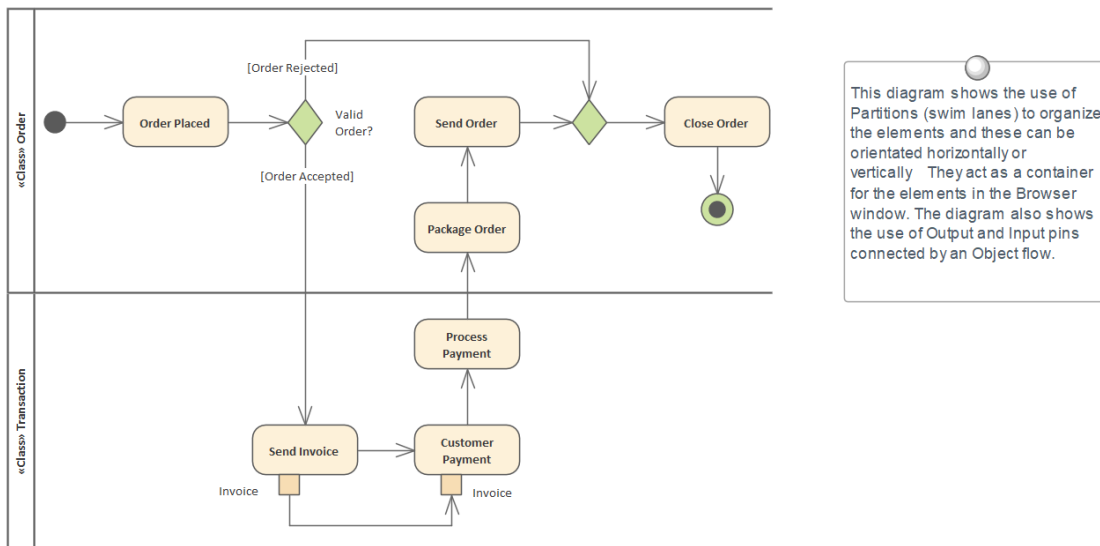 «Class» Order
[Order Rejected]
Order Placed
Valid
Order?
Send Order
Close Order
[Order Accepted]
Package Order
«Class» Transaction
Process
Payment
Send Invoice
Customer
Payment
Invoice
Invoice
This diagram shows the use of
Partitions (swim lanes) to organize
the elements and these can be
orientated horizontally or
vertically They act as a container
for the elements in the Browser
window. The diagram also shows
the use of Output and Input pins
connected by an Object flow.